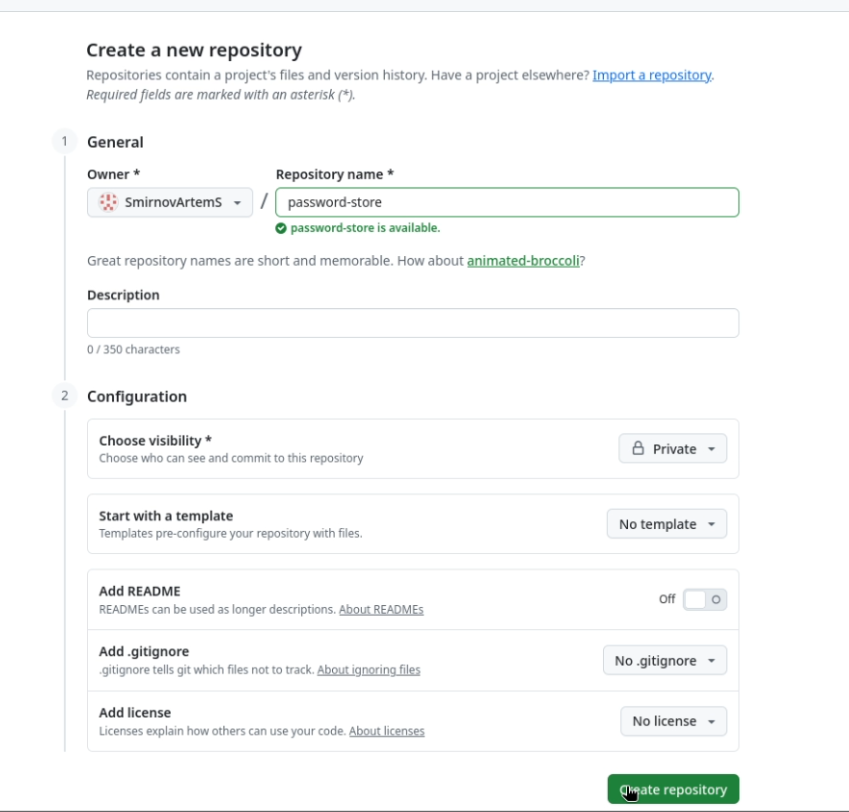 Create a new repository
Repositories contain a project's files and version history. Have a project elsewhere? Import a repository.
Required fields are marked with an asterisk (*).
1 General
Owner * Repository name *
SmirnovArtemS / password-store
password-store is available.
Great repository names are short and memorable. How about animated-broccoli?
Description
0 / 350 characters
2 Configuration
Choose visibility *
Choose who can see and commit to this repository
Private
Start with a template
Templates pre-configure your repository with files.
No template
Add README
READMEs can be used as longer descriptions. About READMEs
Off
Add .gitignore
.gitignore tells git which files not to track. About ignoring files
No .gitignore
Add license
Licenses explain how others can use your code. About licenses
No license
Create repository